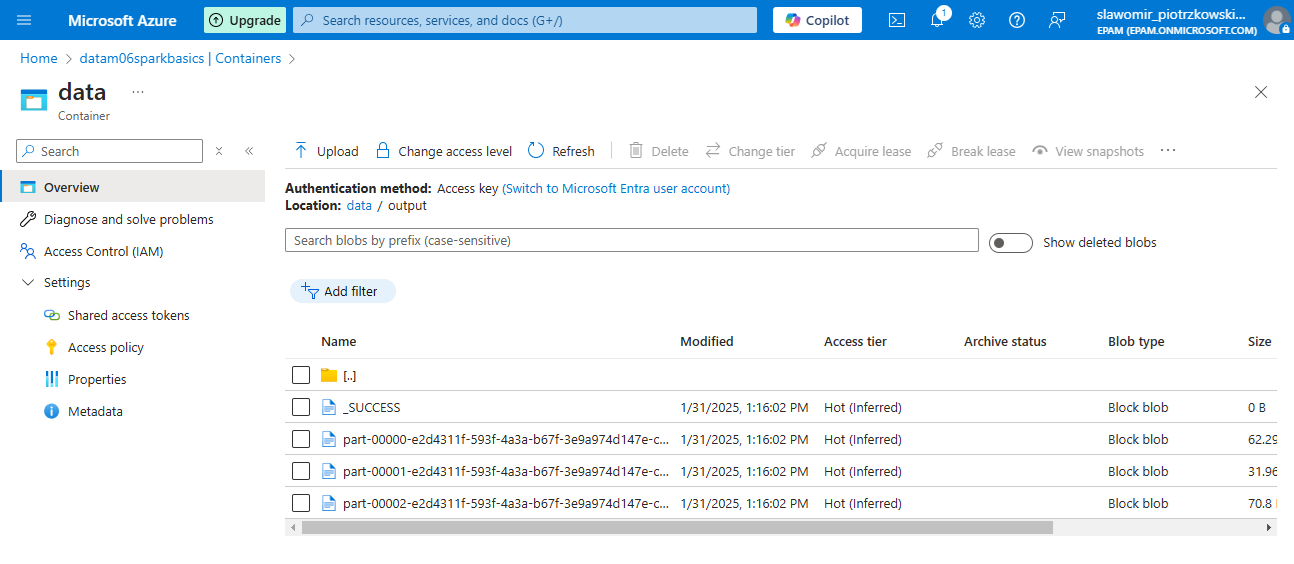 Microsoft Azure
Upgrade
Search resources, services, and docs (G+/)
Copilot
1
slawomir_piotrzkowski...
EPAM (EPAM.ONMICROSOFT.COM)
Home > datam06sparkbasics | Containers >
data ...
Container
Search
Overview
Diagnose and solve problems
Access Control (IAM)
Settings
Shared access tokens
Access policy
Properties
Metadata
Upload Change access level Refresh Delete Change tier Acquire lease Break lease View snapshots ...
Authentication method: Access key (Switch to Microsoft Entra user account)
Location: data / output
Search blobs by prefix (case-sensitive)
Show deleted blobs
Add filter
Name Modified Access tier Archive status Blob type Size
[..]
_SUCCESS 1/31/2025, 1:16:02 PM Hot (Inferred) Block blob 0 B
part-00000-e2d4311f-593f-4a3a-b67f-3e9a974d147e-c... 1/31/2025, 1:16:02 PM Hot (Inferred) Block blob 62.29
part-00001-e2d4311f-593f-4a3a-b67f-3e9a974d147e-c... 1/31/2025, 1:16:02 PM Hot (Inferred) Block blob 31.96
part-00002-e2d4311f-593f-4a3a-b67f-3e9a974d147e-c... 1/31/2025, 1:16:02 PM Hot (Inferred) Block blob 70.8